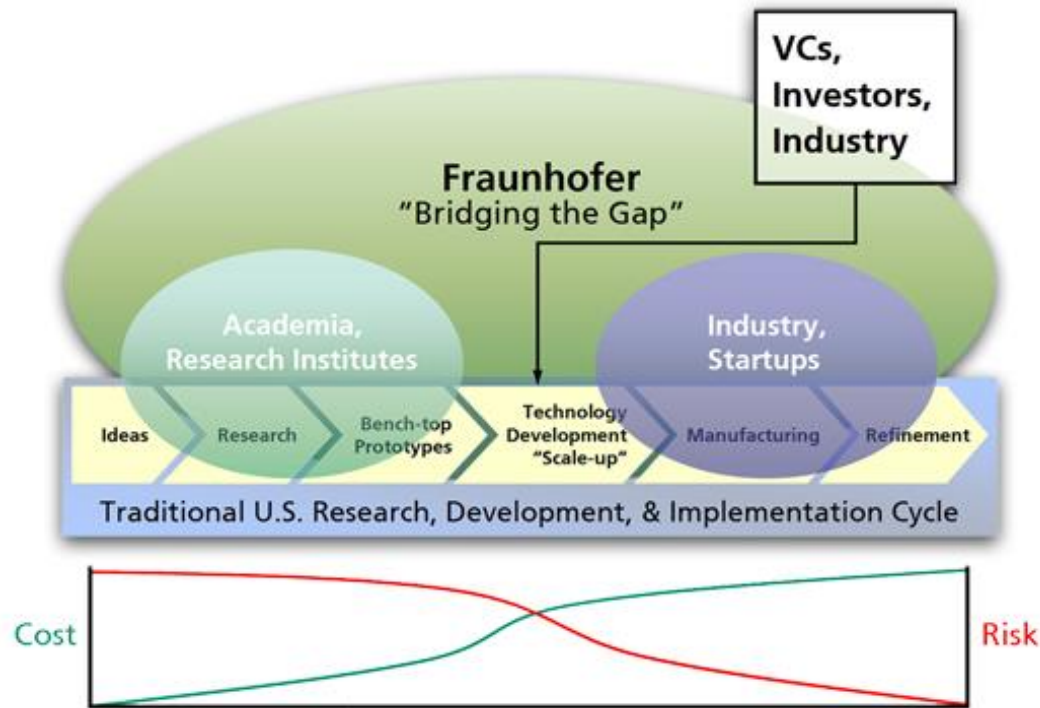 VCs,
Investors,
Industry
Fraunhofer
"Bridging the Gap"
Academia,
Research Institutes
Industry,
Startups
Ideas
Research
Bench-top
Prototypes
Technology
Development
"Scale-up"
Manufacturing
Refinement
Traditional U.S. Research, Development, & Implementation Cycle
Cost
Risk